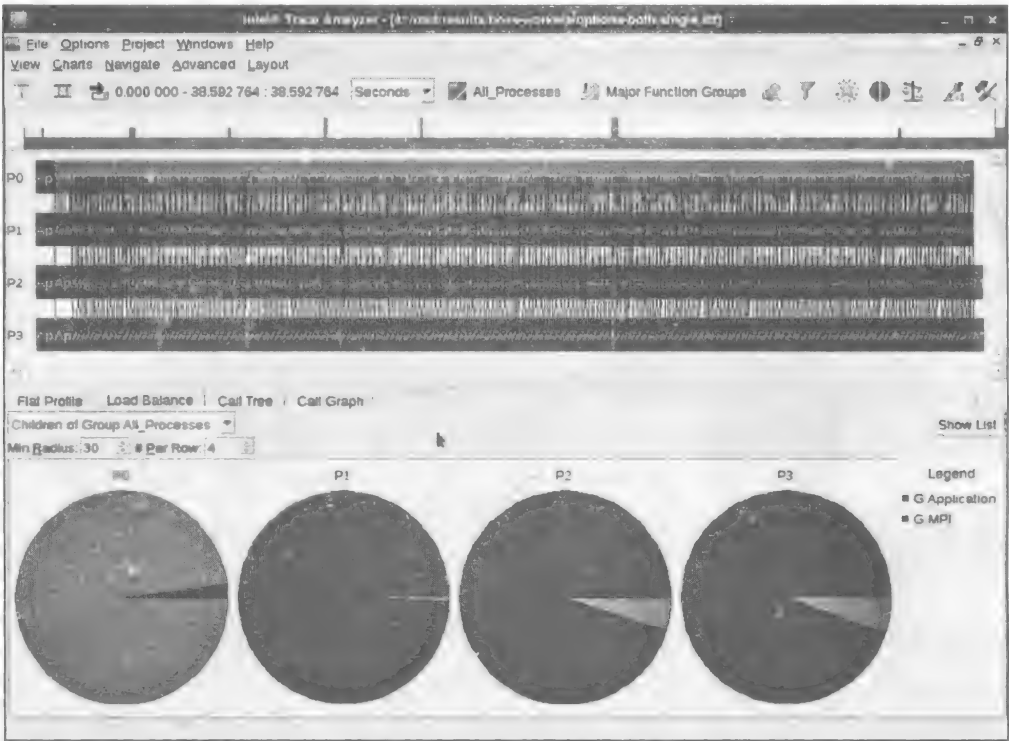 Intel® Trace Analyzer
File Options Project Windows Help
View Charts Navigate Advanced Layout
0.000 000 - 38.592 764 : 38.592 764 Seconds All_Processes Major Function Groups
P0
P1
P2
P3
Flat Profile Load Balance Call Tree Call Graph
Children of Group All_Processes Show List
Min Radius: 30 # Per Row: 4
P0 P1 P2 P3 Legend
G Application
G MPI